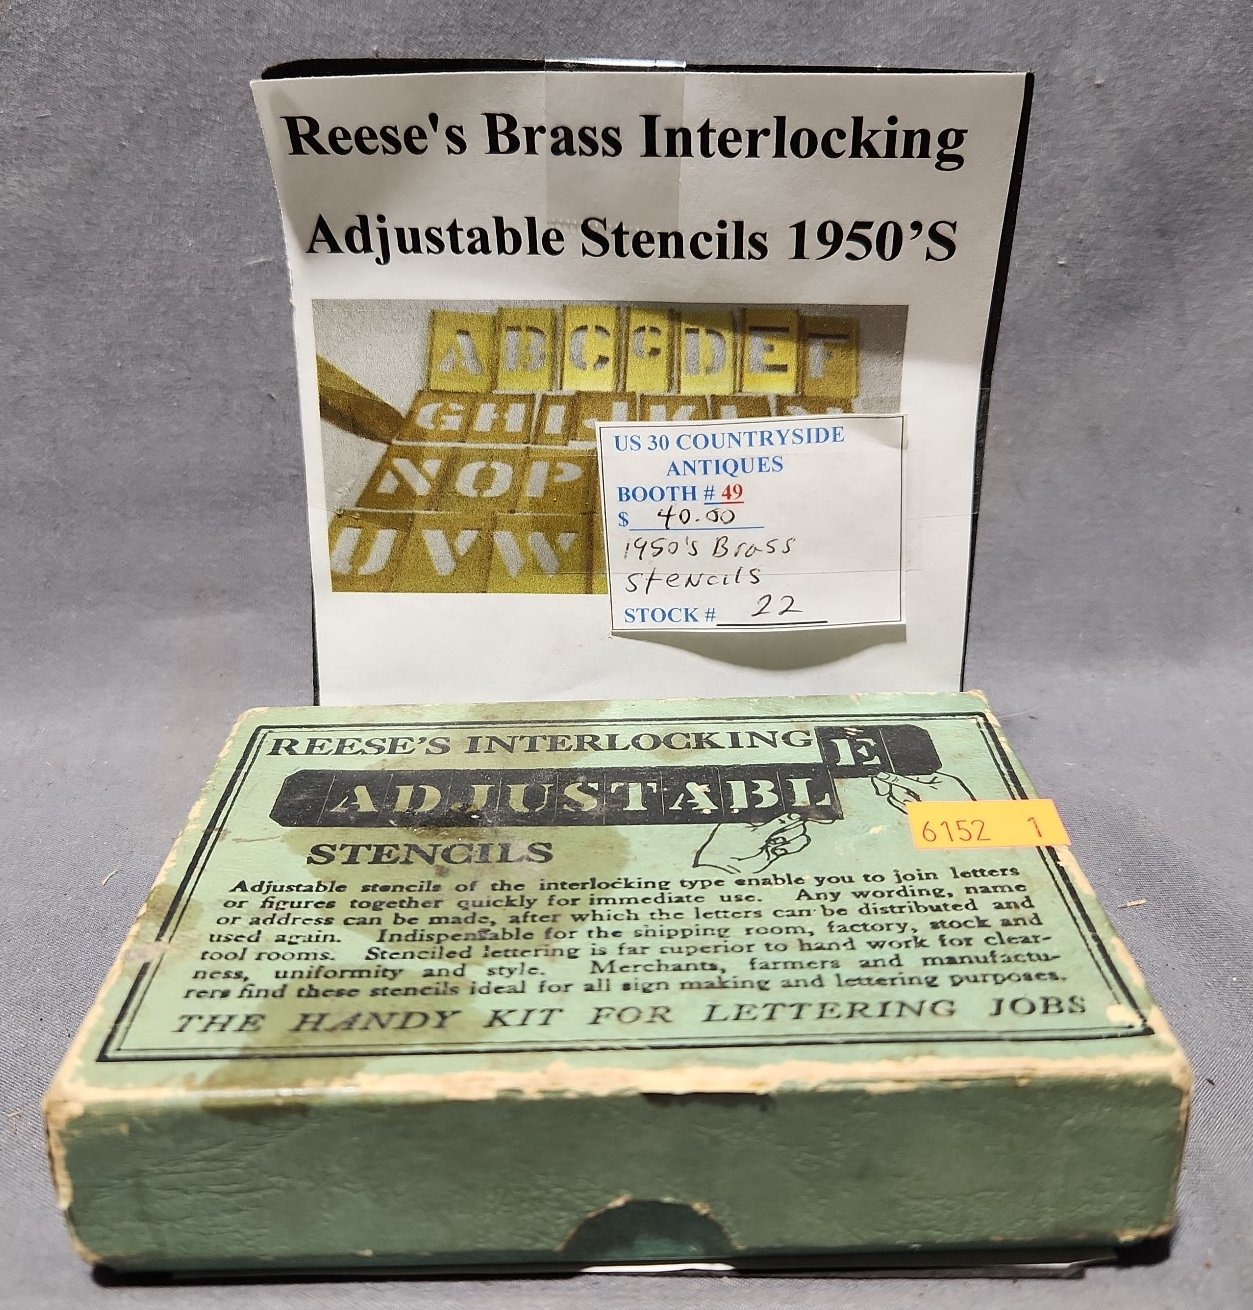 Reese's Brass Interlocking
Adjustable Stencils 1950'S
A B C C D E F
G H I J K L
N O P
U V W
US 30 COUNTRYSIDE
ANTIQUES
BOOTH # 49
$ 40.00
1950's Brass
Stencils
STOCK # 22
REESE'S INTERLOCKING
ADJUSTABLE
STENCILS
6152 1
Adjustable stencils of the interlocking type enable you to join letters
or figures together quickly for immediate use. Any wording, name
or address can be made, after which the letters can be distributed and
used again. Indispensable for the shipping room, factory, stock and
tool rooms. Stenciled lettering is far superior to hand work for clear-
ness, uniformity and style. Merchants, farmers and manufactu-
rers find these stencils ideal for all sign making and lettering purposes.
THE HANDY KIT FOR LETTERING JOBS